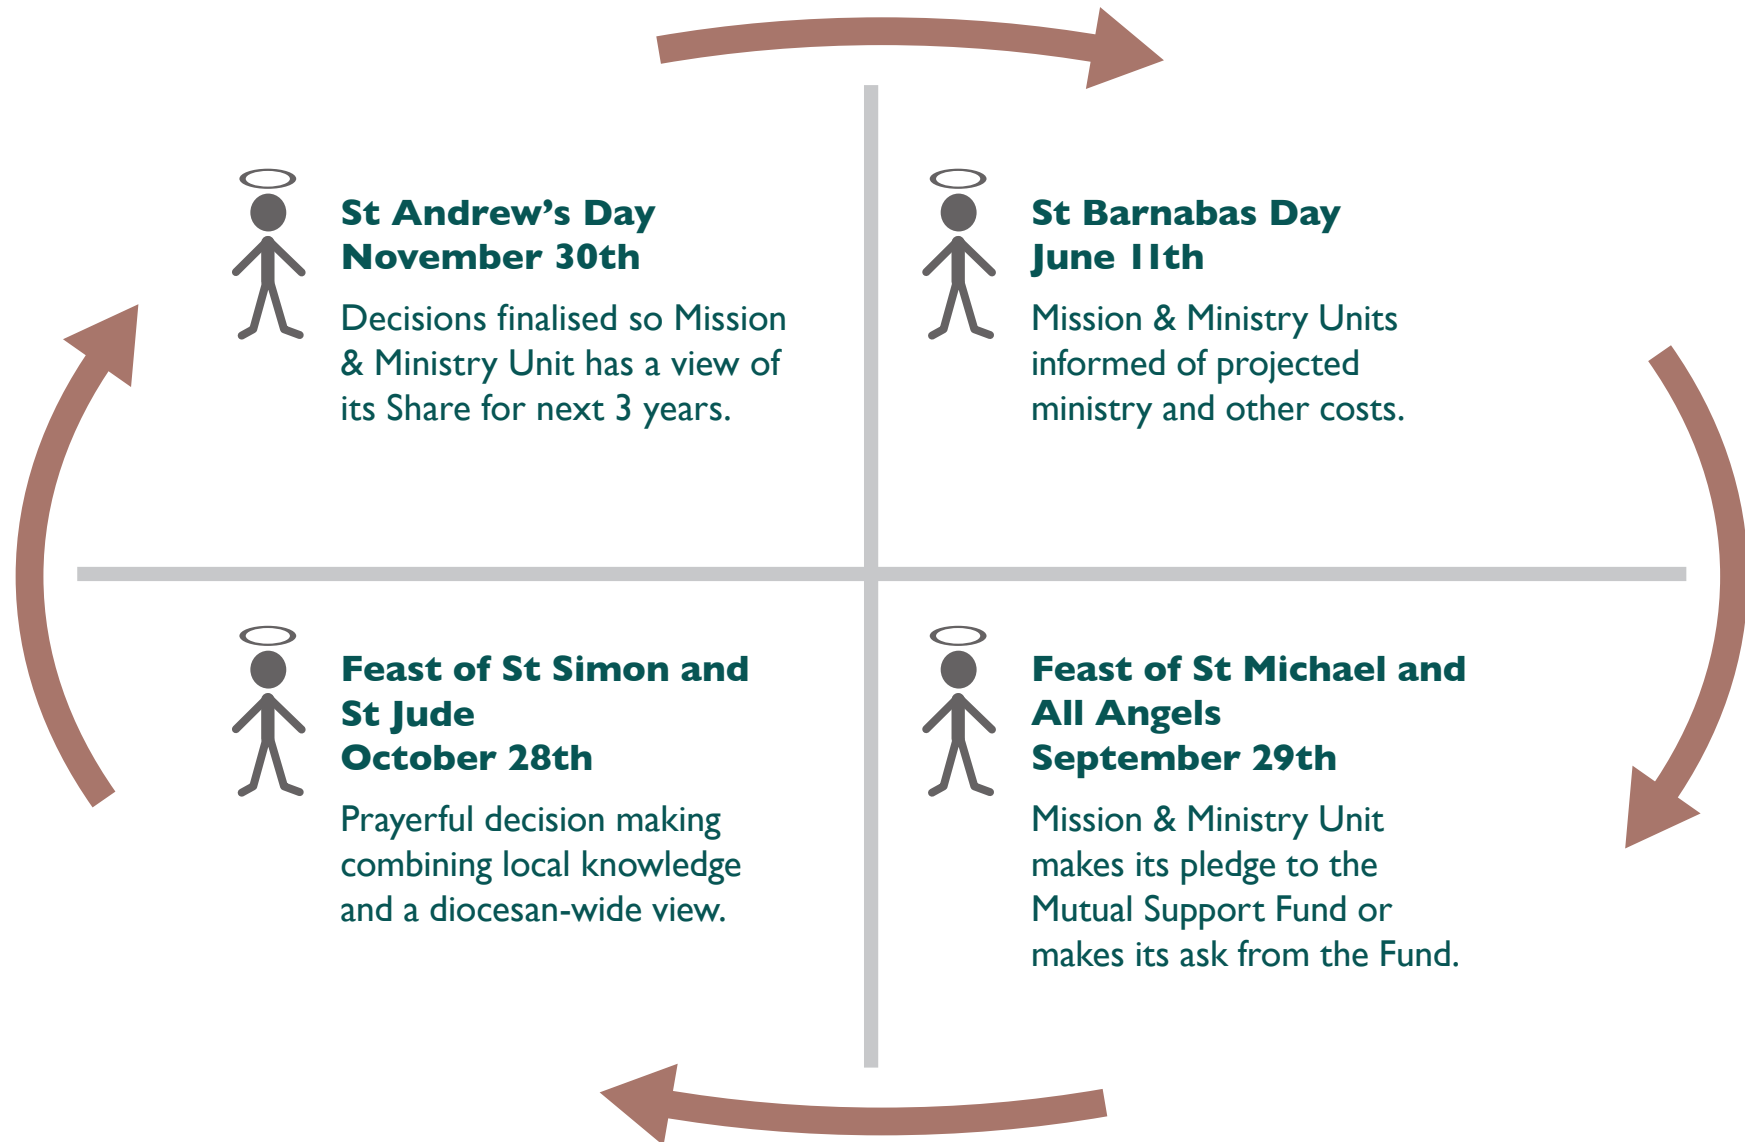 St Andrew’s Day
November 30th
Decisions finalised so Mission
& Ministry Unit has a view of
its Share for next 3 years.
St Barnabas Day
June 11th
Mission & Ministry Units
informed of projected
ministry and other costs.
Feast of St Simon and
St Jude
October 28th
Prayerful decision making
combining local knowledge
and a diocesan-wide view.
Feast of St Michael and
All Angels
September 29th
Mission & Ministry Unit
makes its pledge to the
Mutual Support Fund or
makes its ask from the Fund.